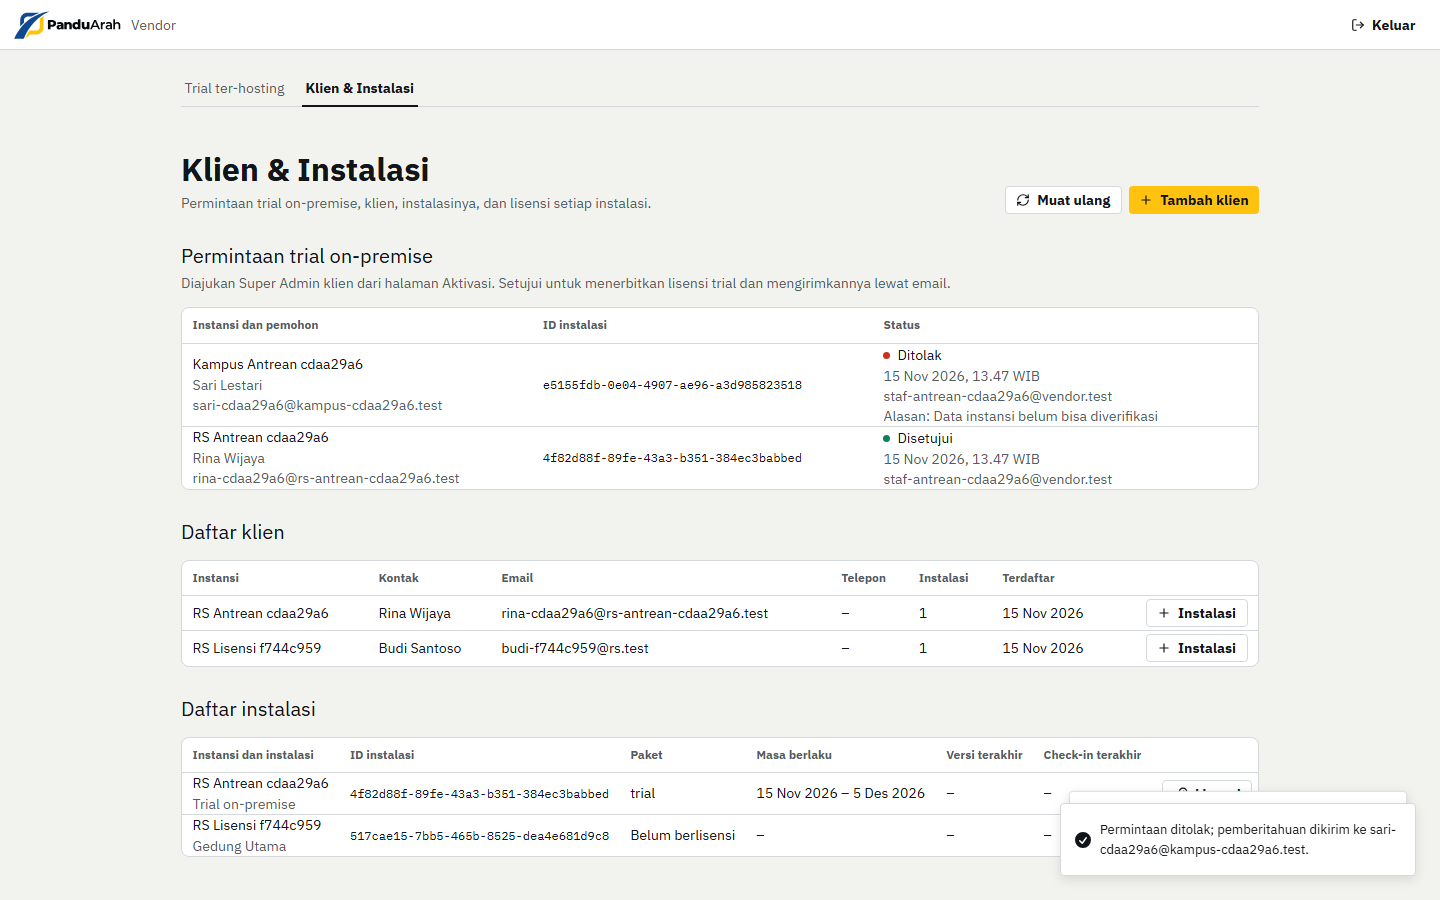 PanduArah Vendor
Keluar
Trial ter-hosting
Klien & Instalasi
Klien & Instalasi
Permintaan trial on-premise, klien, instalasinya, dan lisensi setiap instalasi.
Muat ulang
Tambah klien
Permintaan trial on-premise
Diajukan Super Admin klien dari halaman Aktivasi. Setujui untuk menerbitkan lisensi trial dan mengirimkannya lewat email.
Instansi dan pemohon ID instalasi Status
Kampus Antrean cdaa29a6
Sari Lestari
sari-cdaa29a6@kampus-cdaa29a6.test
e5155fdb-0e04-4907-ae96-a3d985823518
Ditolak
15 Nov 2026, 13.47 WIB
staf-antrean-cdaa29a6@vendor.test
Alasan: Data instansi belum bisa diverifikasi
RS Antrean cdaa29a6
Rina Wijaya
rina-cdaa29a6@rs-antrean-cdaa29a6.test
4f82d88f-89fe-43a3-b351-384ec3babbed
Disetujui
15 Nov 2026, 13.47 WIB
staf-antrean-cdaa29a6@vendor.test
Daftar klien
Instansi Kontak Email Telepon Instalasi Terdaftar
RS Antrean cdaa29a6 Rina Wijaya rina-cdaa29a6@rs-antrean-cdaa29a6.test – 1 15 Nov 2026 + Instalasi
RS Lisensi f744c959 Budi Santoso budi-f744c959@rs.test – 1 15 Nov 2026 + Instalasi
Daftar instalasi
Instansi dan instalasi ID instalasi Paket Masa berlaku Versi terakhir Check-in terakhir
RS Antrean cdaa29a6
Trial on-premise
4f82d88f-89fe-43a3-b351-384ec3babbed trial 15 Nov 2026 – 5 Des 2026 – –
RS Lisensi f744c959
Gedung Utama
517cae15-7bb5-465b-8525-dea4e681d9c8 Belum berlisensi – – –
Permintaan ditolak; pemberitahuan dikirim ke sari-
cdaa29a6@kampus-cdaa29a6.test.